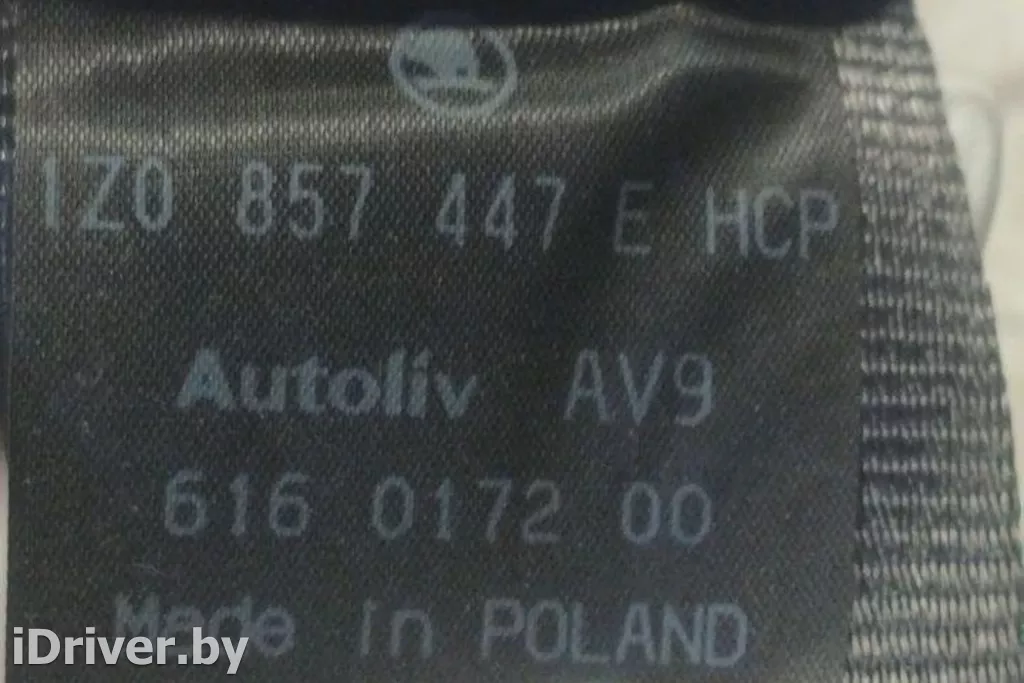 1Z0 857 447 E HCP
Autoliv AV9
616 0172 00
Made in POLAND
iDriver.by